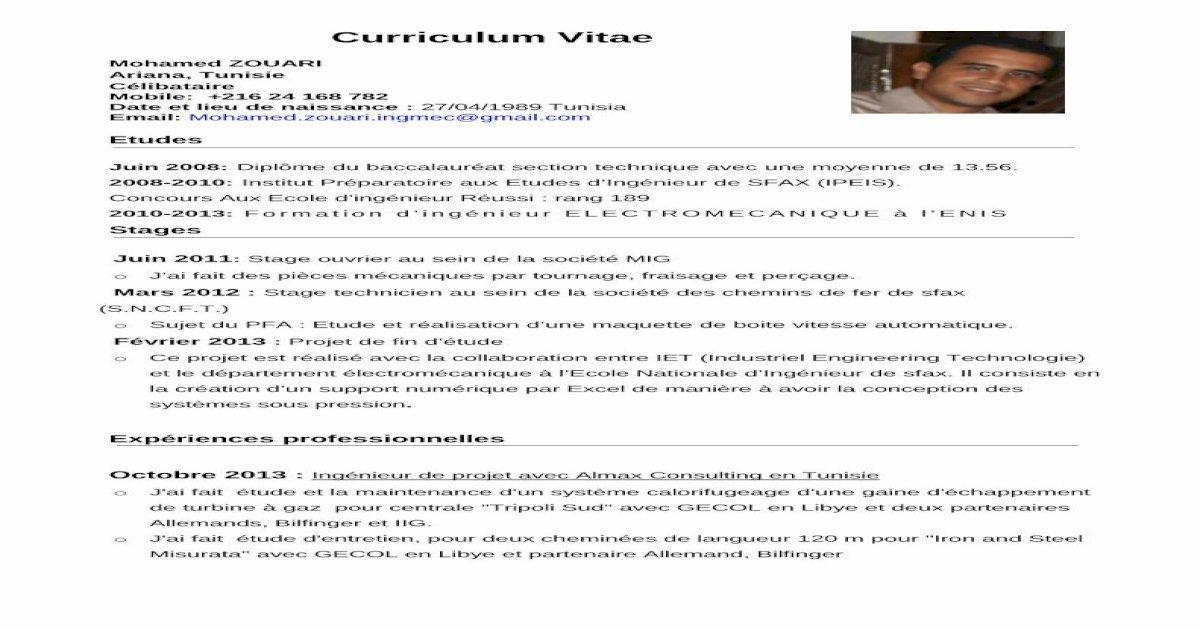 Curriculum Vitae
Mohamed ZOUARI
Ariana, Tunisie
Célibataire
Mobile: +216 24 168 782
Date et lieu de naissance : 27/04/1989 Tunisia
Email: Mohamed.zouari.ingmec@gmail.com
Etudes
Juin 2008: Diplôme du baccalauréat section technique avec une moyenne de 13.56.
2008-2010: Institut Préparatoire aux Etudes d'Ingénieur de SFAX (IPEIS).
Concours Aux Ecole d'ingénieur Réussi : rang 189
2010-2013: Formation d'ingénieur ELECTROMECANIQUE à l'ENIS
Stages
Juin 2011: Stage ouvrier au sein de la société MIG
o J'ai fait des pièces mécaniques par tournage, fraisage et perçage.
Mars 2012 : Stage technicien au sein de la société des chemins de fer de sfax
(S.N.C.F.T.)
o Sujet du PFA : Etude et réalisation d'une maquette de boite vitesse automatique.
Février 2013 : Projet de fin d'étude
o Ce projet est réalisé avec la collaboration entre IET (Industriel Engineering Technologie)
et le département électromécanique à l'Ecole Nationale d'Ingénieur de sfax. Il consiste en
la création d'un support numérique par Excel de manière à avoir la conception des
systèmes sous pression.
Expériences professionnelles
Octobre 2013 : Ingénieur de projet avec Almax Consulting en Tunisie
o J'ai fait étude et la maintenance d'un système calorifugeage d'une gaine d'échappement
de turbine à gaz pour centrale "Tripoli Sud" avec GECOL en Libye et deux partenaires
Allemands, Bilfinger et IIG.
o J'ai fait étude d'entretien, pour deux cheminées de langueur 120 m pour "Iron and Steel
Misurata" avec GECOL en Libye et partenaire Allemand, Bilfinger